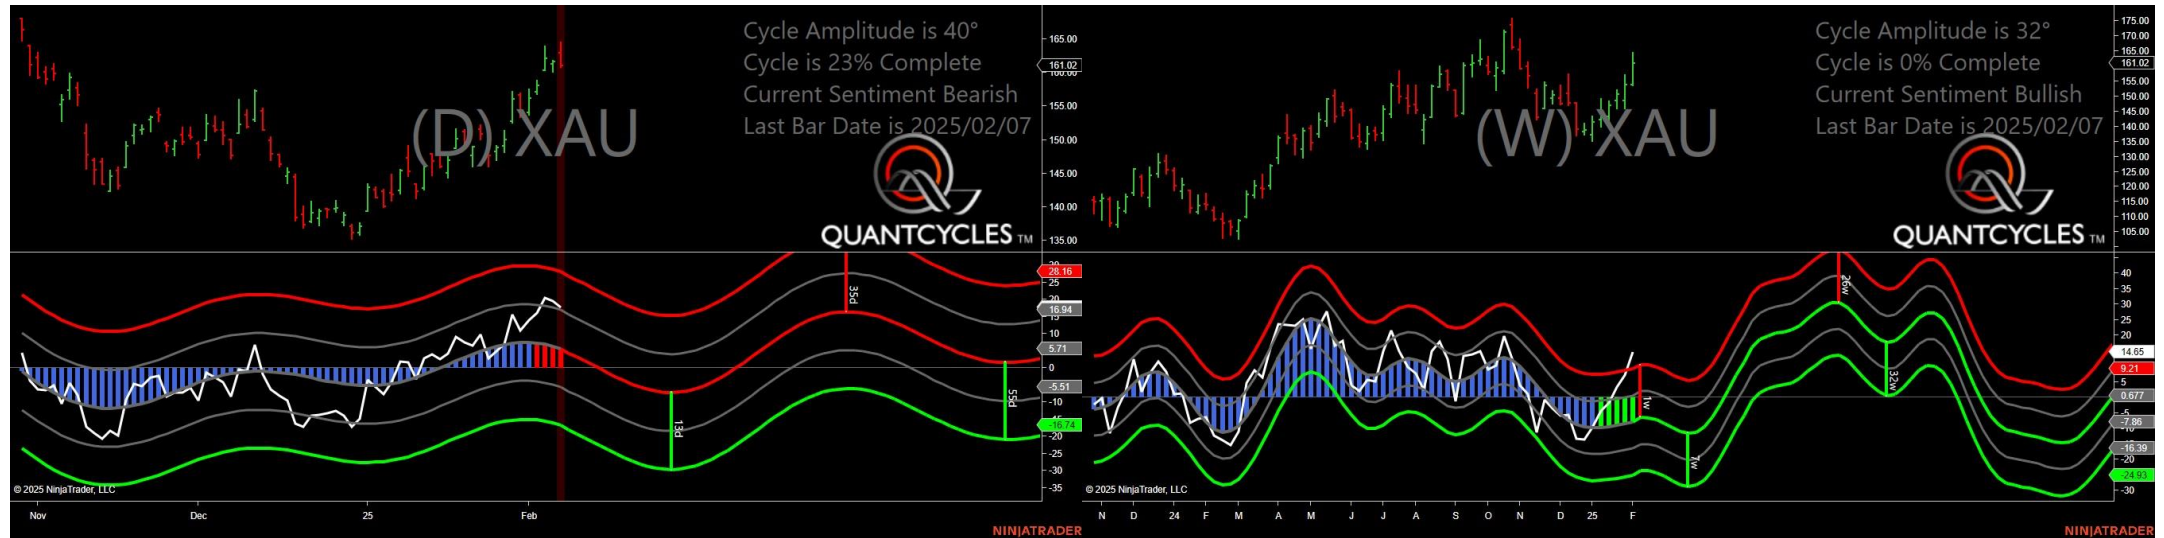 Cycle Amplitude is 40°
Cycle is 23% Complete
Current Sentiment Bearish
Last Bar Date is 2025/02/07
(D) XAU
QUANTCYCLES TM
165.00
161.02
160.00
155.00
150.00
145.00
140.00
135.00
30
28.16
25
20
16.94
15
10
5.71
0
-5.51
-10
-16.74
-20
-25
-30
-35
35d
13d
55d
© 2025 NinjaTrader, LLC
Nov Dec 25 Feb
NINJATRADER
Cycle Amplitude is 32°
Cycle is 0% Complete
Current Sentiment Bullish
Last Bar Date is 2025/02/07
(W) XAU
QUANTCYCLES TM
175.00
170.00
165.00
161.02
155.00
150.00
145.00
140.00
135.00
130.00
125.00
120.00
115.00
110.00
105.00
40
35
30
25
20
14.65
9.21
5
0.677
-5
-7.86
-16.39
-20
-24.93
-30
26w
32w
1w
7w
© 2025 NinjaTrader, LLC
N D 24 F M A M J J A S O N D 25 F
NINJATRADER